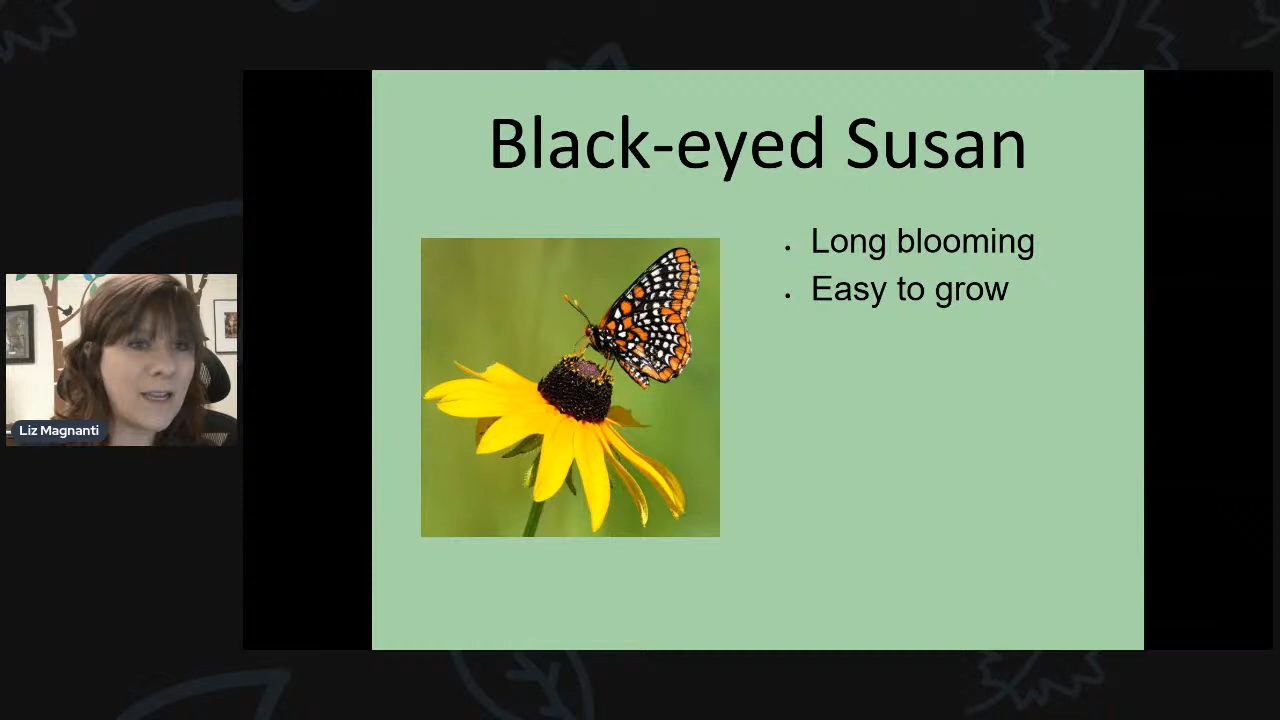 Black-eyed Susan
• Long blooming
• Easy to grow
Liz Magnanti